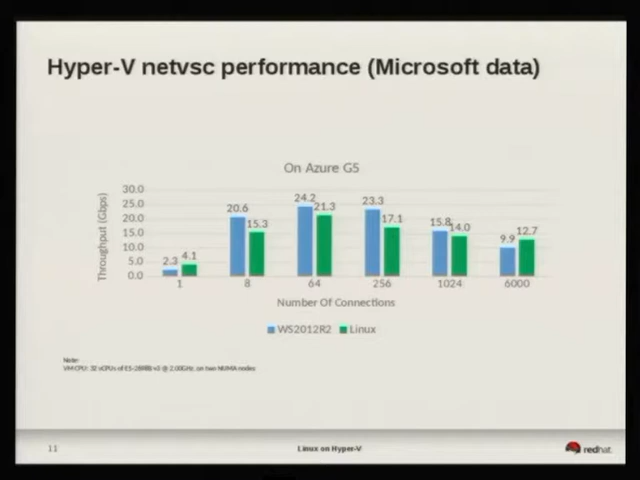 Hyper-V netvsc performance (Microsoft data)
On Azure G5
Throughput (Gbps)
30.0
25.0
20.0
15.0
10.0
5.0
0.0
2.3 4.1
20.6 15.3
24.2 21.3
23.3 17.1
15.8 14.0
9.9 12.7
1 8 64 256 1024 6000
Number Of Connections
WS2012R2 Linux
Note:
VM CPU: 32 vCPUs of @ 2.00GHz, on two NUMA nodes
11 Linux on Hyper-V redhat.